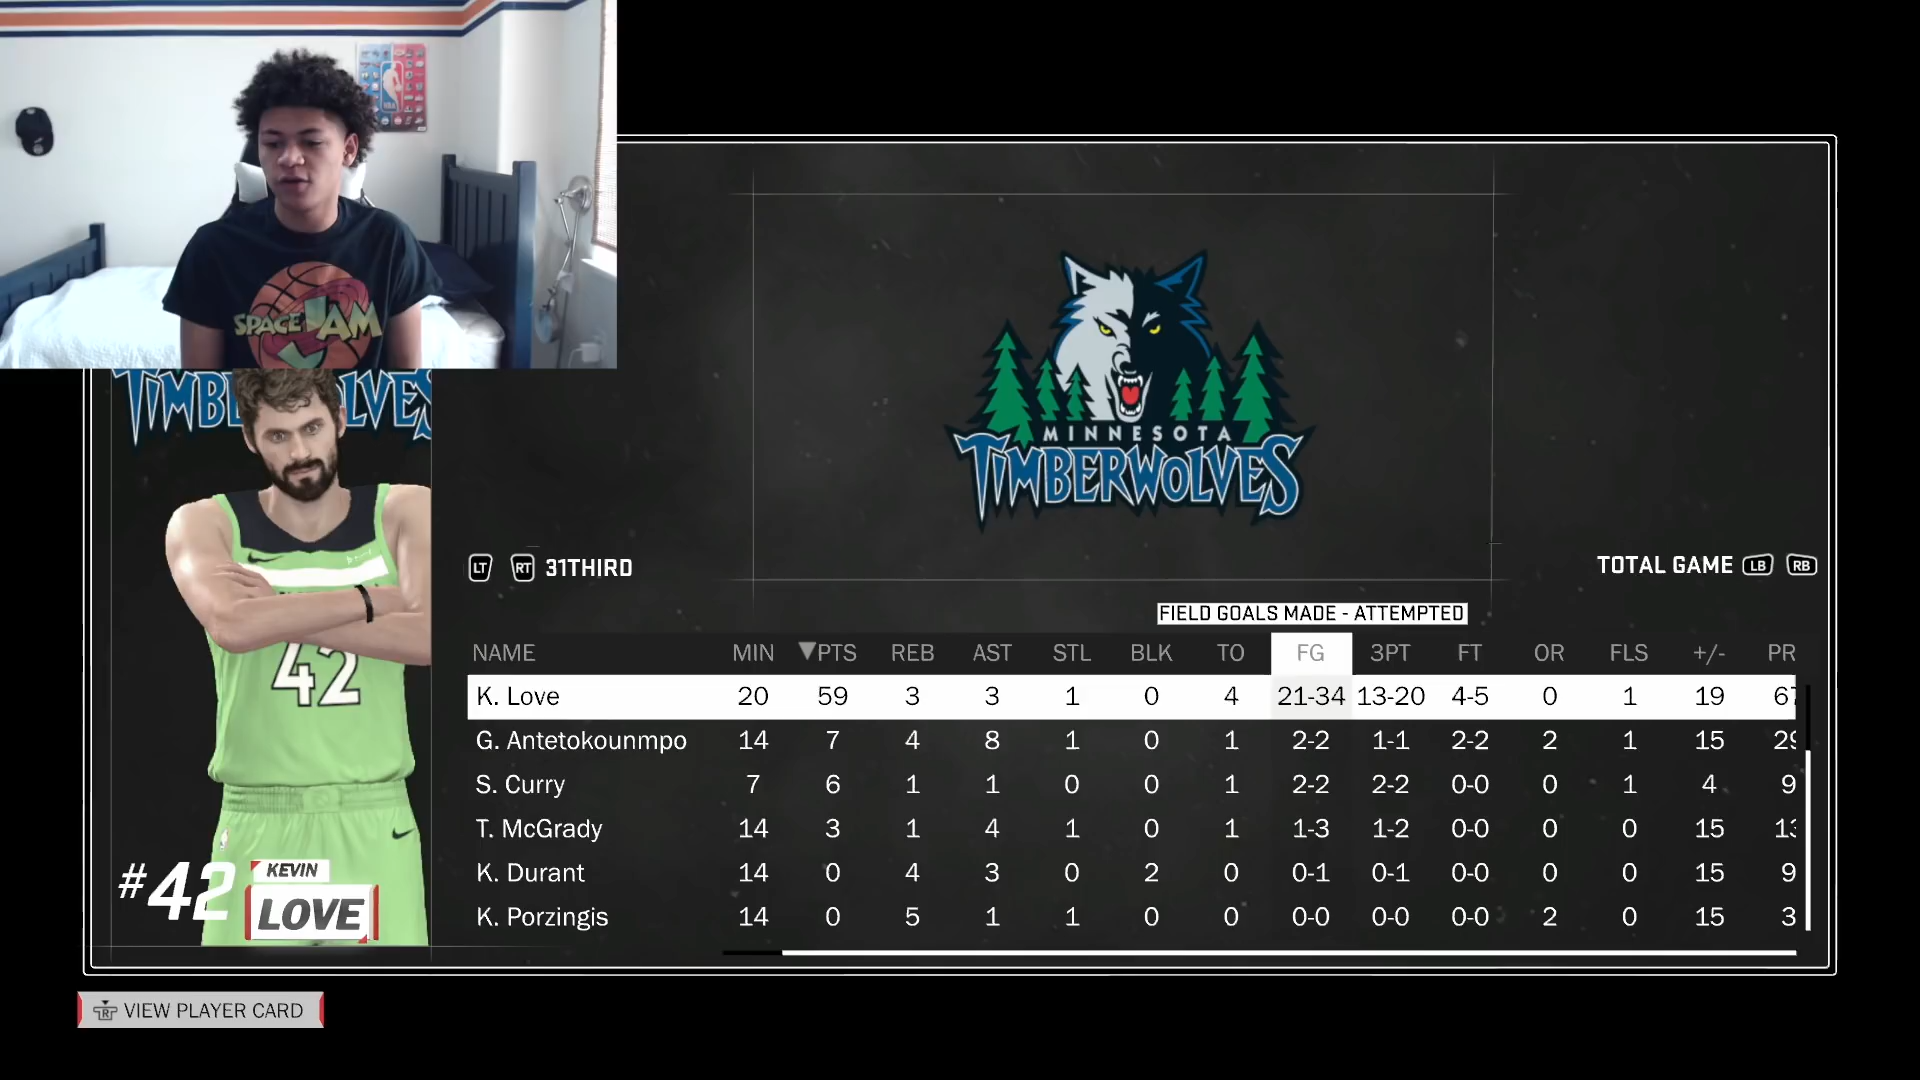 SPACE JAM
TIMBERWOLVES
MINNESOTA
TIMBERWOLVES
LT RT 31THIRD
TOTAL GAME LB RB
FIELD GOALS MADE - ATTEMPTED
NAME MIN ▼PTS REB AST STL BLK TO FG 3PT FT OR FLS +/- PR
K. Love 20 59 3 3 1 0 4 21-34 13-20 4-5 0 1 19 67
G. Antetokounmpo 14 7 4 8 1 0 1 2-2 1-1 2-2 2 1 15 29
S. Curry 7 6 1 1 0 0 1 2-2 2-2 0-0 0 1 4 9
T. McGrady 14 3 1 4 1 0 1 1-3 1-2 0-0 0 0 15 13
K. Durant 14 0 4 3 0 2 0 0-1 0-1 0-0 0 0 15 9
K. Porzingis 14 0 5 1 1 0 0 0-0 0-0 0-0 2 0 15 3
42
#42 KEVIN
LOVE
R VIEW PLAYER CARD